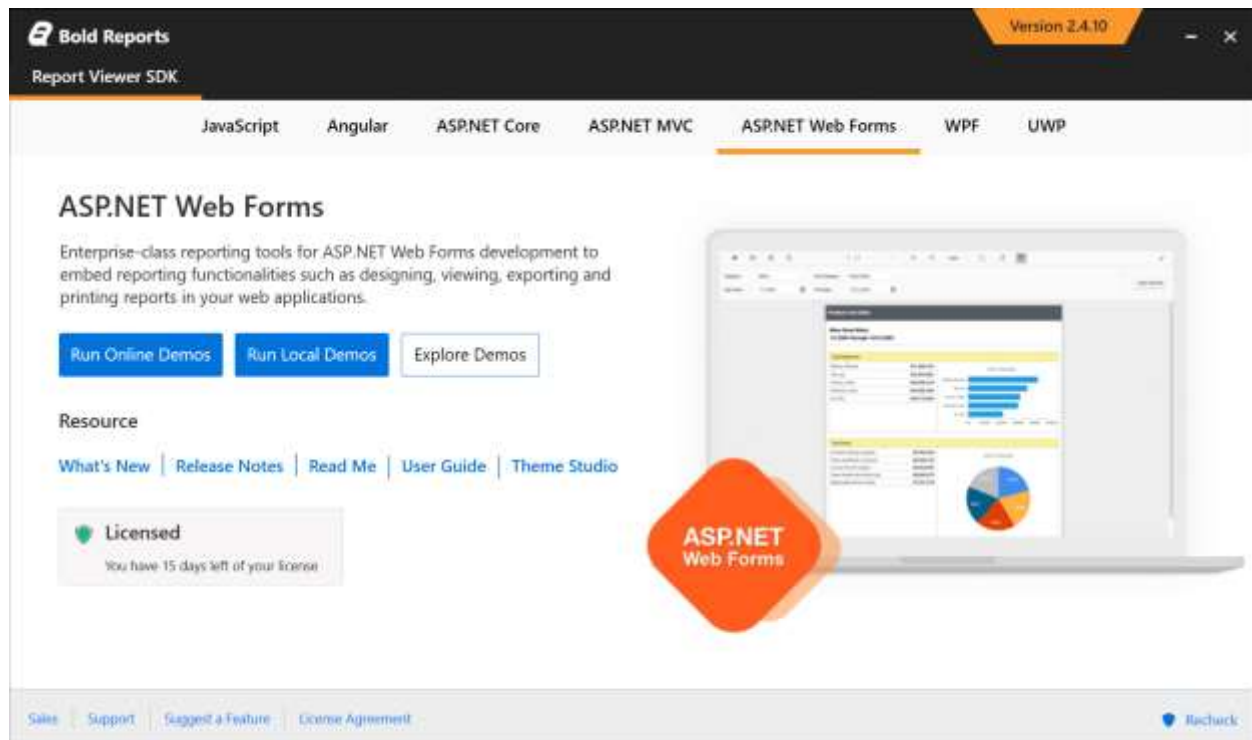 Bold Reports
Version 2.4.10
Report Viewer SDK
JavaScript Angular ASP.NET Core ASP.NET MVC ASP.NET Web Forms WPF UWP
ASP.NET Web Forms
Enterprise-class reporting tools for ASP.NET Web Forms development to
embed reporting functionalities such as designing, viewing, exporting and
printing reports in your web applications.
Run Online Demos Run Local Demos Explore Demos
Resource
What's New Release Notes Read Me User Guide Theme Studio
Licensed
You have 15 days left of your license
ASP.NET
Web Forms
Sales Support Suggest a Feature License Agreement
Recheck